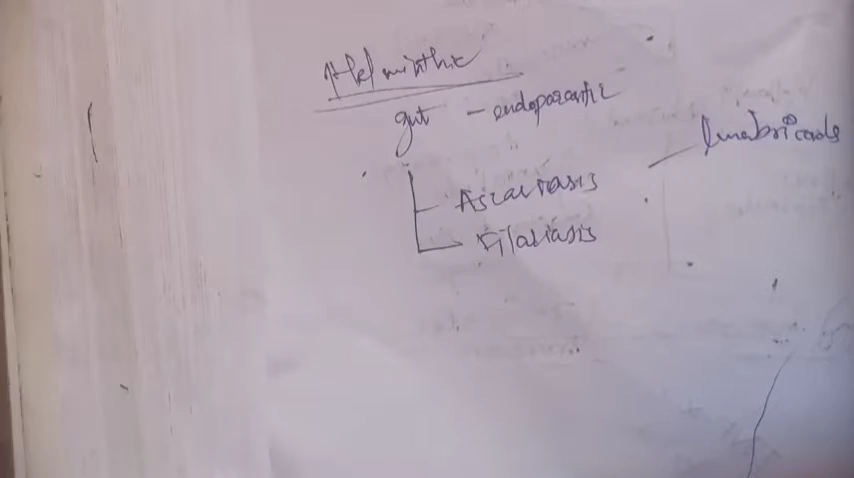 Helminthic
gut - endoparasitic
Ascariasis - lumbricoids
Filariasis